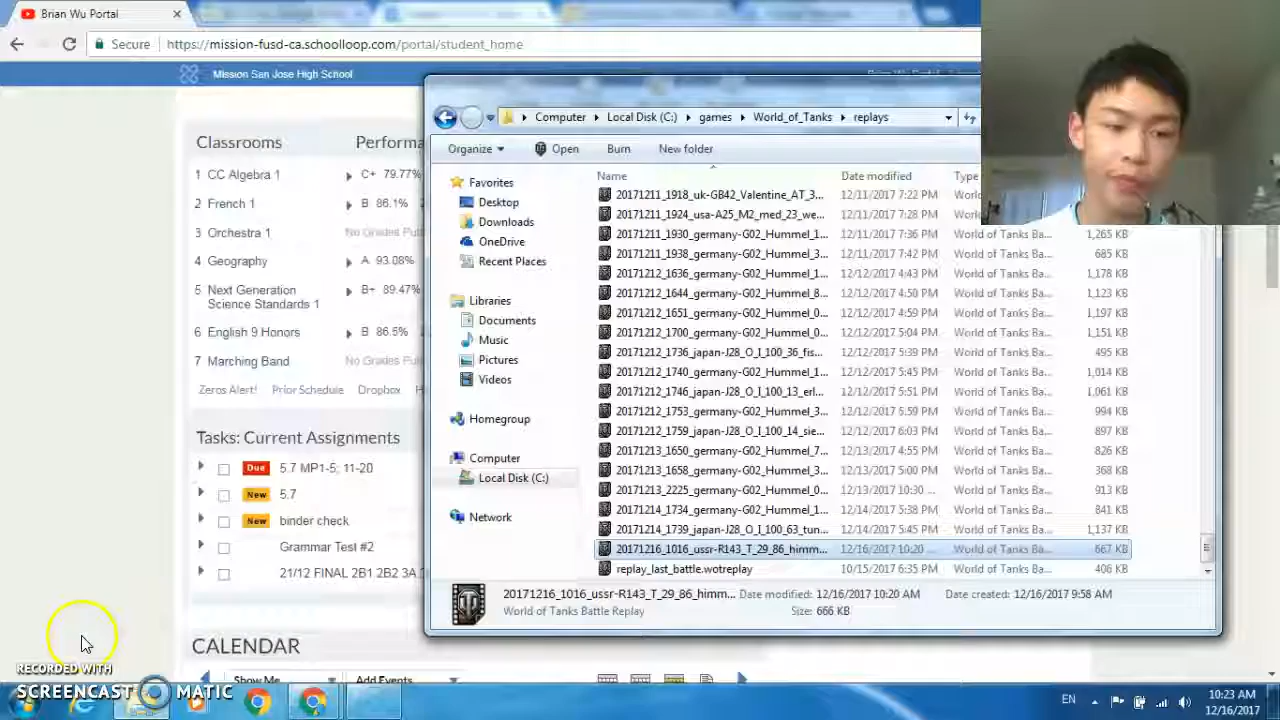 Brian Wu Portal
Secure https://mission-fusd-ca.schoolloop.com/portal/student_home
Mission San Jose High School
Classrooms Performa
1 CC Algebra 1 C+ 79.77%
2 French 1 B 86.1%
3 Orchestra 1 No Grades Pul
4 Geography A 93.08%
5 Next Generation Science Standards 1 B+ 89.47%
6 English 9 Honors B 86.5%
7 Marching Band No Grades Pul
Zeros Alert! Prior Schedule Dropbox H
Tasks: Current Assignments
Due 5.7 MP1-5; 11-20
New 5.7
New binder check
Grammar Test #2
21/12 FINAL 2B1 2B2 3A
CALENDAR
Show Me Add Events
Computer Local Disk (C:) games World_of_Tanks replays
Organize Open Burn New folder
Favorites
Desktop
Downloads
OneDrive
Recent Places
Libraries
Documents
Music
Pictures
Videos
Homegroup
Computer
Local Disk (C:)
Network
Name Date modified Type
20171211_1918_uk-GB42_Valentine_AT_3... 12/11/2017 7:22 PM
20171211_1924_usa-A25_M2_med_23_we... 12/11/2017 7:28 PM
20171211_1930_germany-G02_Hummel_1... 12/11/2017 7:36 PM World of Tanks Ba... 1,265 KB
20171211_1938_germany-G02_Hummel_3... 12/11/2017 7:42 PM World of Tanks Ba... 685 KB
20171212_1636_germany-G02_Hummel_1... 12/12/2017 4:43 PM World of Tanks Ba... 1,178 KB
20171212_1644_germany-G02_Hummel_8... 12/12/2017 4:50 PM World of Tanks Ba... 1,123 KB
20171212_1651_germany-G02_Hummel_0... 12/12/2017 4:59 PM World of Tanks Ba... 1,197 KB
20171212_1700_germany-G02_Hummel_0... 12/12/2017 5:04 PM World of Tanks Ba... 1,151 KB
20171212_1736_japan-J28_O_I_100_36_fis... 12/12/2017 5:39 PM World of Tanks Ba... 495 KB
20171212_1740_germany-G02_Hummel_1... 12/12/2017 5:45 PM World of Tanks Ba... 1,014 KB
20171212_1746_japan-J28_O_I_100_13_erl... 12/12/2017 5:51 PM World of Tanks Ba... 1,061 KB
20171212_1753_germany-G02_Hummel_3... 12/12/2017 5:59 PM World of Tanks Ba... 994 KB
20171212_1759_japan-J28_O_I_100_14_sie... 12/12/2017 6:03 PM World of Tanks Ba... 897 KB
20171213_1650_germany-G02_Hummel_7... 12/13/2017 4:55 PM World of Tanks Ba... 826 KB
20171213_1658_germany-G02_Hummel_3... 12/13/2017 5:00 PM World of Tanks Ba... 368 KB
20171213_2225_germany-G02_Hummel_0... 12/13/2017 10:30 ... World of Tanks Ba... 913 KB
20171214_1734_germany-G02_Hummel_1... 12/14/2017 5:38 PM World of Tanks Ba... 841 KB
20171214_1739_japan-J28_O_I_100_63_tun... 12/14/2017 5:45 PM World of Tanks Ba... 1,137 KB
20171216_1016_ussr-R143_T_29_86_himm... 12/16/2017 10:20 ... World of Tanks Ba... 667 KB
replay_last_battle.wotreplay 10/15/2017 6:35 PM World of Tanks Ba... 406 KB
20171216_1016_ussr-R143_T_29_86_himm... Date modified: 12/16/2017 10:20 AM Date created: 12/16/2017 9:58 AM
World of Tanks Battle Replay Size: 666 KB
RECORDED WITH
SCREENCAST MATIC
EN 10:23 AM
12/16/2017